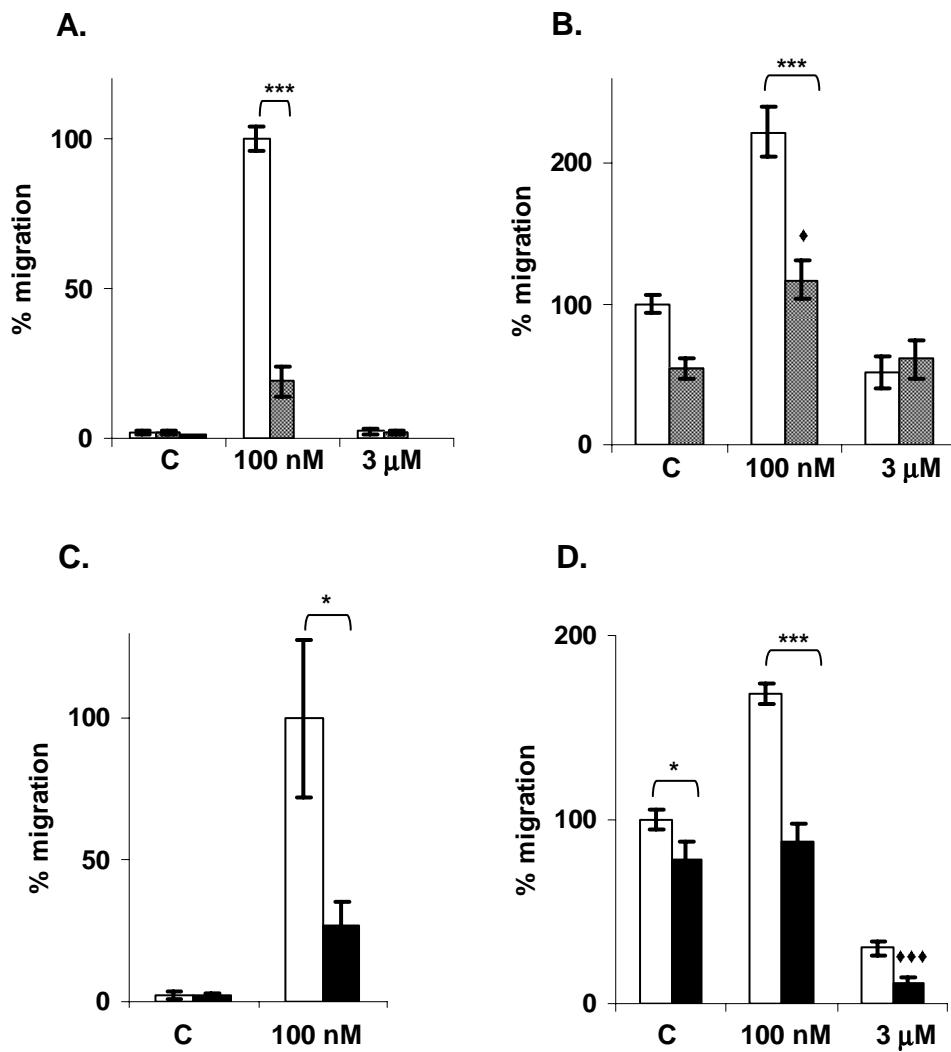 A.
***
100
50
0
% migration
C 100 nM 3 μM
B.
***
200
♦
100
0
% migration
C 100 nM 3 μM
C.
*
100
50
0
% migration
C 100 nM
D.
200
***
*
100
♦♦♦
0
% migration
C 100 nM 3 μM